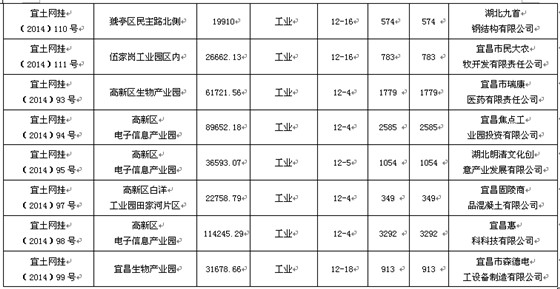 宜土网挂
（2014）110 号
猇亭区民主路北侧
19910
工业
12-16
574
574
湖北九首
钢结构有限公司
宜土网挂
（2014）111 号
伍家岗工业园区内
26662.13
工业
12-16
783
783
宜昌市民大农
牧开发有限责任公司
宜土网挂
（2014）93 号
高新区生物产业园
61721.56
工业
12-4
1779
1779
宜昌市瑞康
医药有限责任公司
宜土网挂
（2014）94 号
高新区
电子信息产业园
89652.18
工业
12-4
2585
2585
宜昌焦点工
业园投资有限公司
宜土网挂
（2014）95 号
高新区
电子信息产业园
36593.07
工业
12-5
1054
1054
湖北朗清文化创
意产业发展有限公司
宜土网挂
（2014）97 号
高新区白洋
工业园田家河片区
22758.79
工业
12-4
349
349
宜昌固陵商
品混凝土有限公司
宜土网挂
（2014）98 号
高新区
电子信息产业园
114245.29
工业
12-4
3292
3292
宜昌惠
科科技有限公司
宜土网挂
（2014）99 号
宜昌生物产业园
31678.66
工业
12-18
913
913
宜昌市森德电
工设备制造有限公司